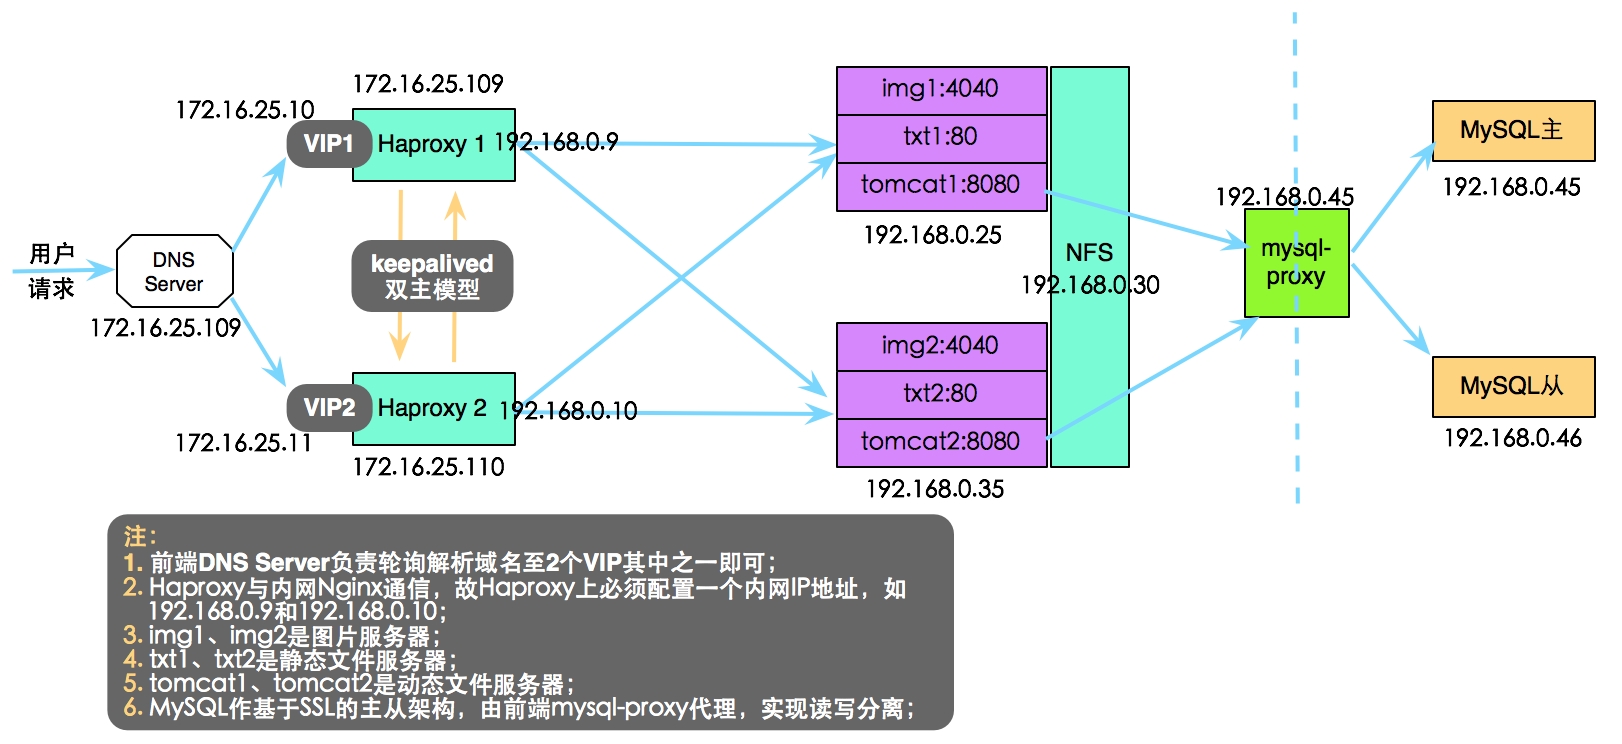 用户
请求
DNS
Server
172.16.25.109
172.16.25.10
VIP1
172.16.25.109
Haproxy 1
192.168.0.9
keepalived
双主模型
VIP2
172.16.25.11
Haproxy 2
192.168.0.10
172.16.25.110
img1:4040
txt1:80
tomcat1:8080
192.168.0.25
img2:4040
txt2:80
tomcat2:8080
192.168.0.35
NFS
192.168.0.30
192.168.0.45
mysql-
proxy
MySQL主
192.168.0.45
MySQL从
192.168.0.46
注:
1. 前端DNS Server负责轮询解析域名至2个VIP其中之一即可；
2. Haproxy与内网Nginx通信，故Haproxy上必须配置一个内网IP地址，如
192.168.0.9和192.168.0.10；
3. img1、img2是图片服务器；
4. txt1、txt2是静态文件服务器；
5. tomcat1、tomcat2是动态文件服务器；
6. MySQL作基于SSL的主从架构，由前端mysql-proxy代理，实现读写分离；